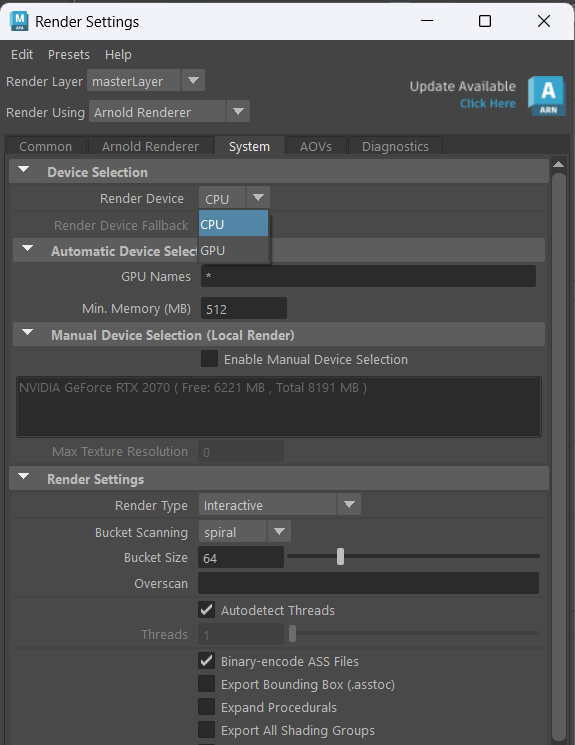 M
AFA
Render Settings
Edit Presets Help
Render Layer masterLayer
Update Available
Click Here
A
ARN
Render Using Arnold Renderer
Common Arnold Renderer System AOVs Diagnostics
Device Selection
Render Device CPU
Render Device Fallback CPU
Automatic Device Selec
GPU
GPU Names *
Min. Memory (MB) 512
Manual Device Selection (Local Render)
Enable Manual Device Selection
NVIDIA GeForce RTX 2070 ( Free: 6221 MB , Total 8191 MB )
Max Texture Resolution 0
Render Settings
Render Type Interactive
Bucket Scanning spiral
Bucket Size 64
Overscan
Autodetect Threads
Threads 1
Binary-encode ASS Files
Export Bounding Box (.asstoc)
Expand Procedurals
Export All Shading Groups